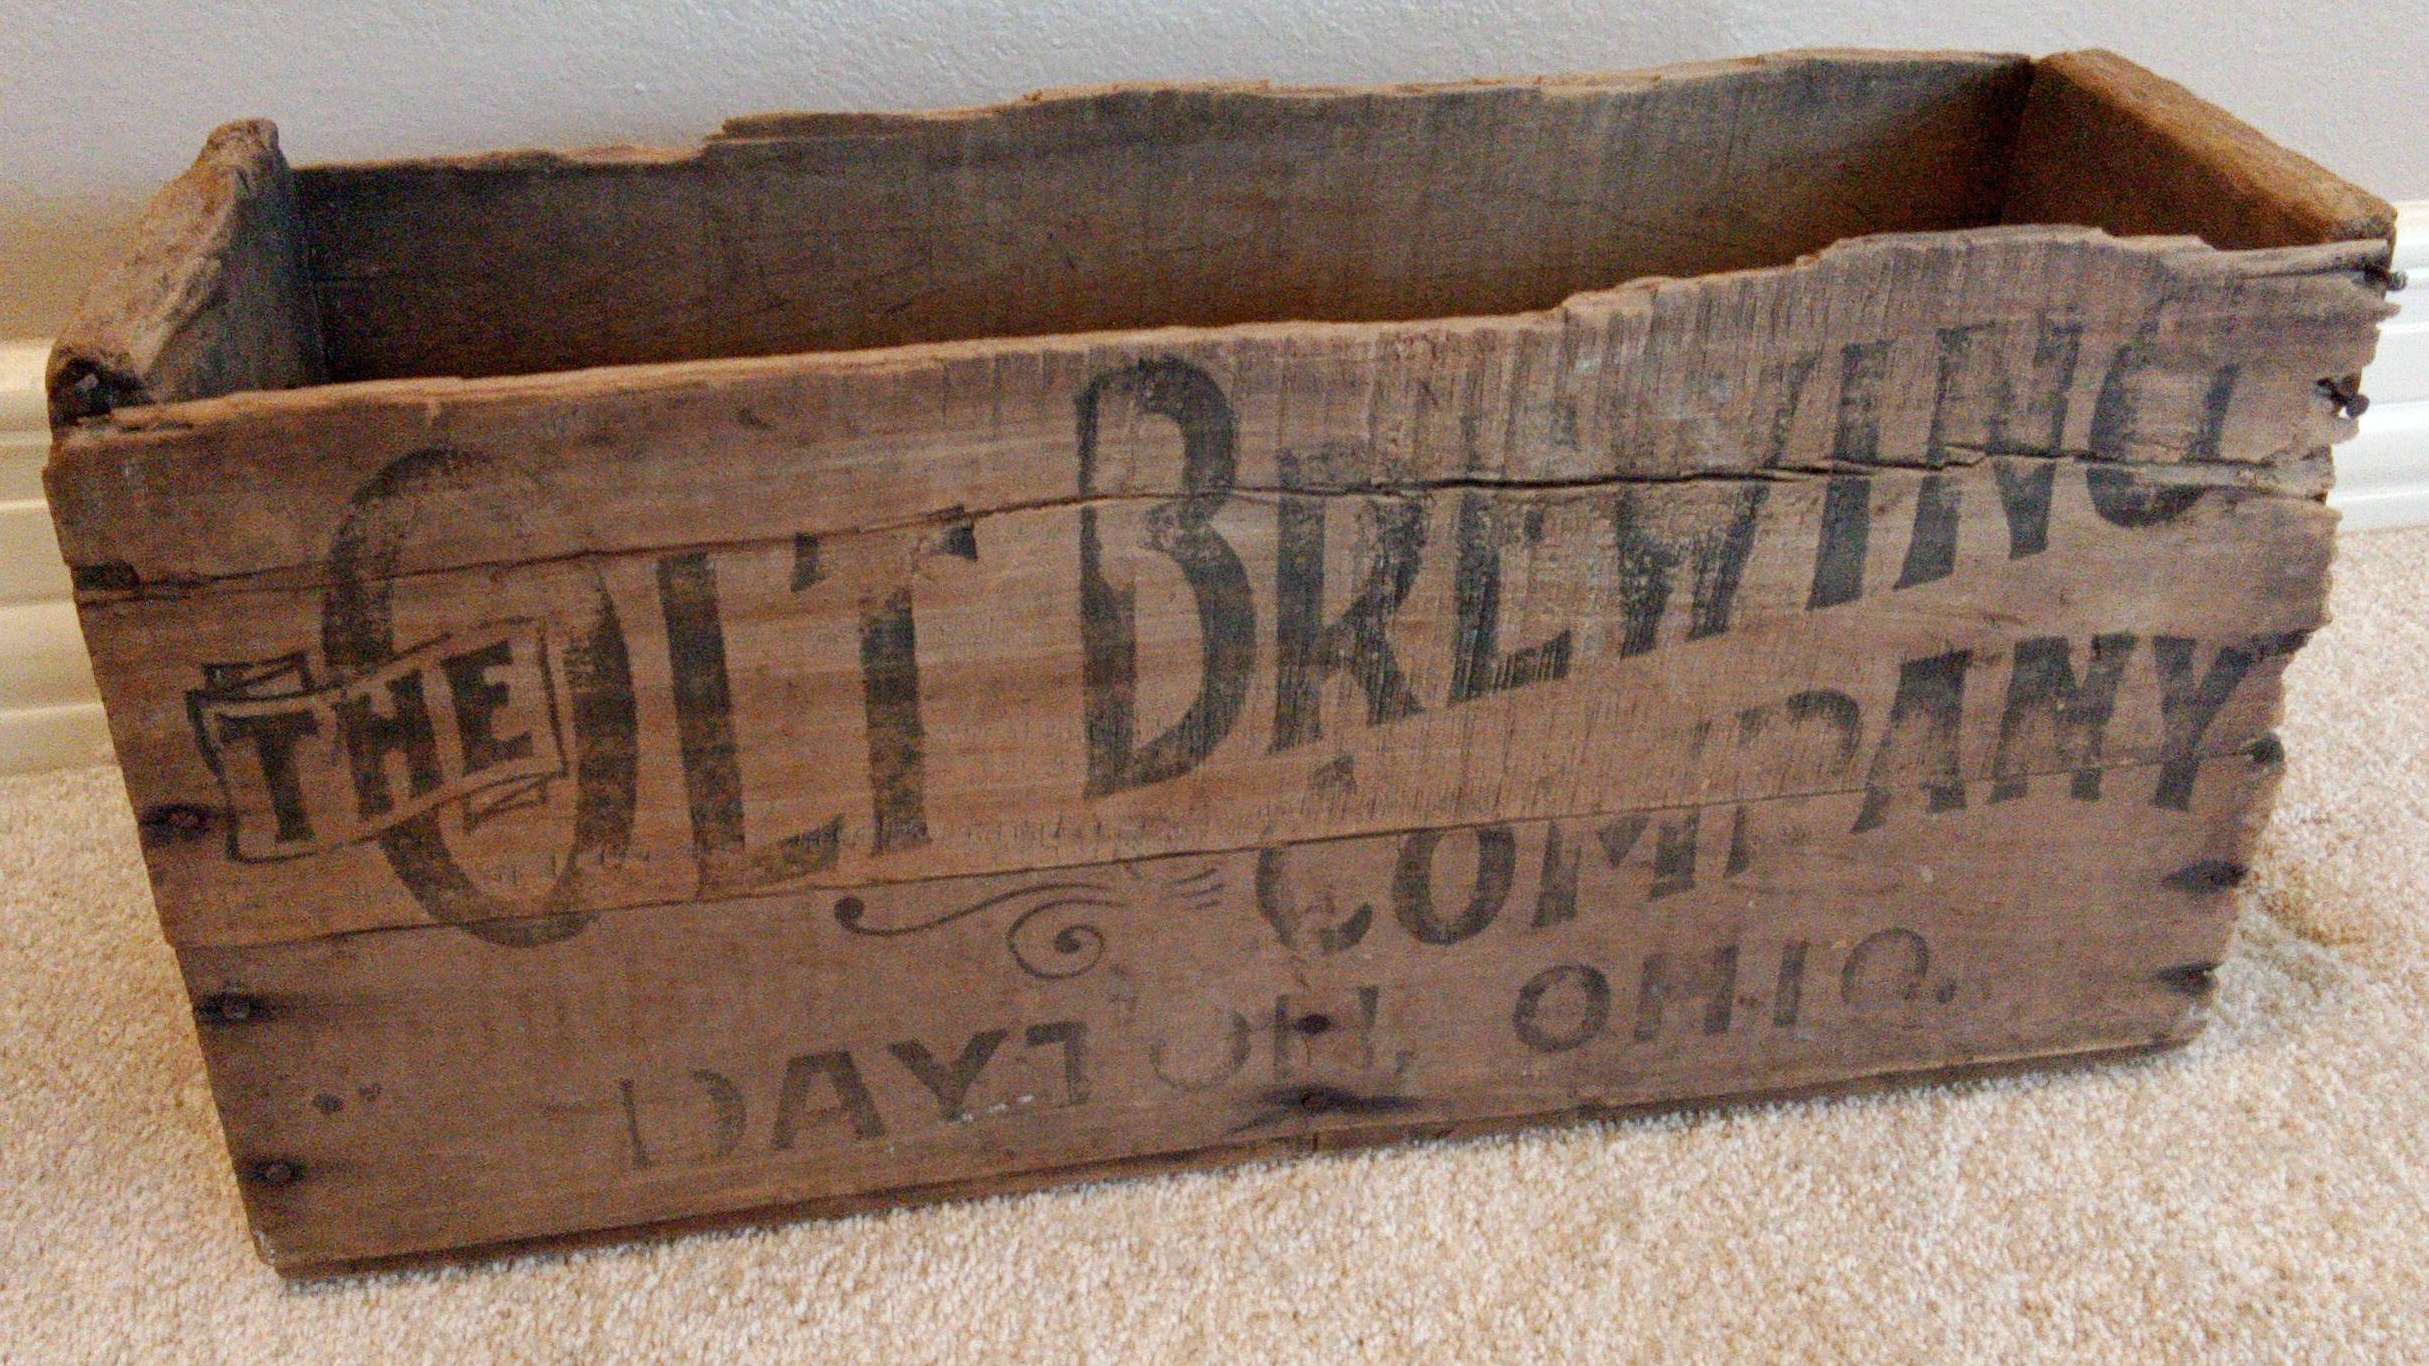 THE OLT BREWING
COMPANY
DAYTON, OHIO.